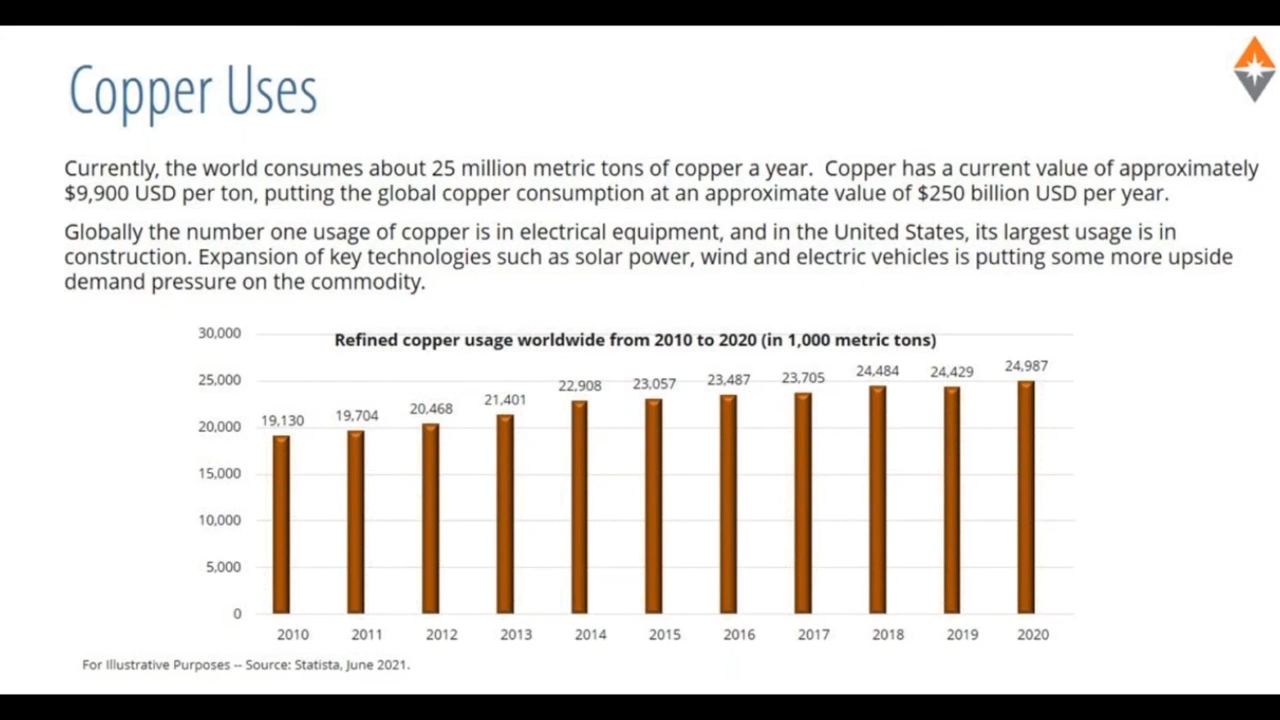 Copper Uses
Currently, the world consumes about 25 million metric tons of copper a year.  Copper has a current value of approximately
$9,900 USD per ton, putting the global copper consumption at an approximate value of $250 billion USD per year.
Globally the number one usage of copper is in electrical equipment, and in the United States, its largest usage is in
construction. Expansion of key technologies such as solar power, wind and electric vehicles is putting some more upside
demand pressure on the commodity.
Refined copper usage worldwide from 2010 to 2020 (in 1,000 metric tons)
30,000
25,000
20,000
15,000
10,000
5,000
0
19,130 19,704 20,468 21,401 22,908 23,057 23,487 23,705 24,484 24,429 24,987
2010 2011 2012 2013 2014 2015 2016 2017 2018 2019 2020
For Illustrative Purposes -- Source: Statista, June 2021.